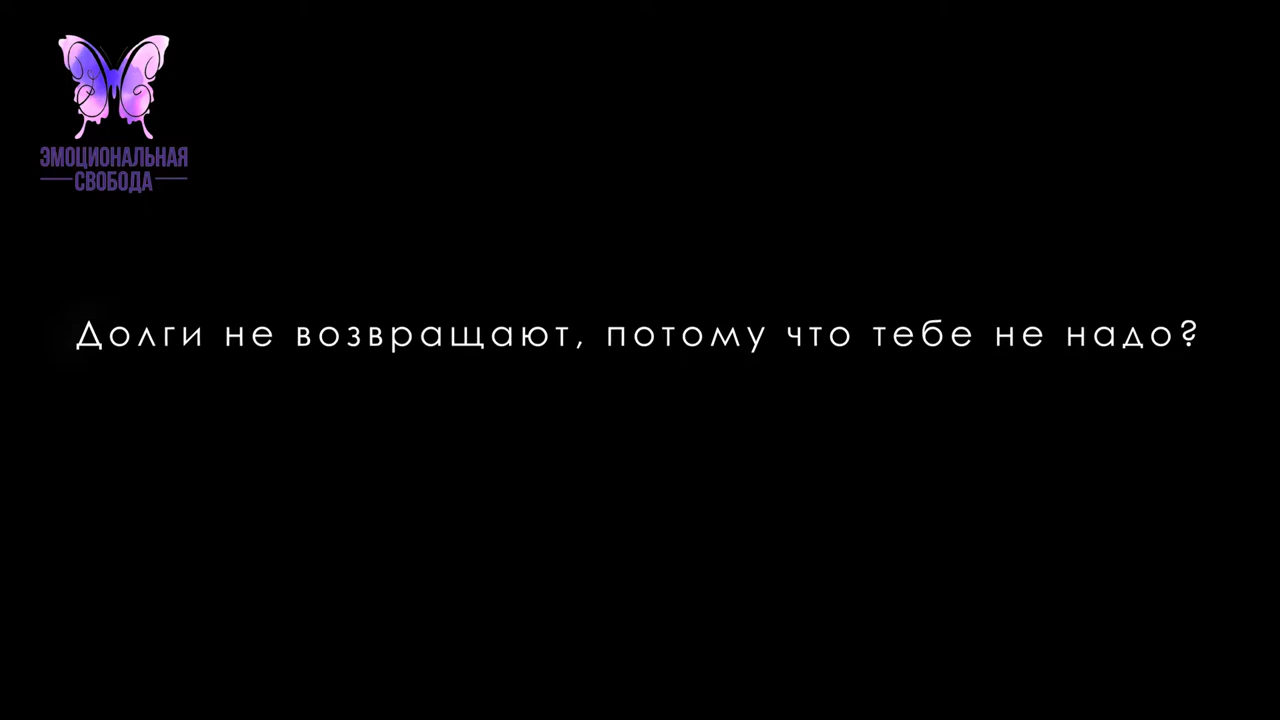 ЭМОЦИОНАЛЬНАЯ
СВОБОДА
Долги не возвращают, потому что тебе не надо?